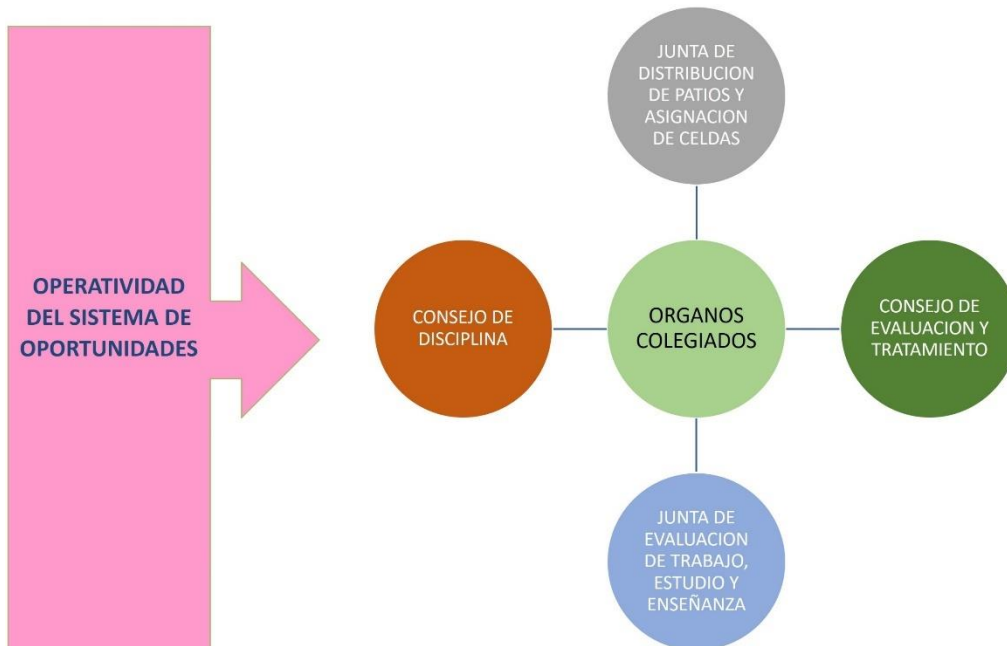 OPERATIVIDAD
DEL SISTEMA DE
OPORTUNIDADES
JUNTA DE
DISTRIBUCION
DE PATIOS Y
ASIGNACION
DE CELDAS
CONSEJO DE
DISCIPLINA
ORGANOS
COLEGIADOS
CONSEJO DE
EVALUACION Y
TRATAMIENTO
JUNTA DE
EVALUACION
DE TRABAJO,
ESTUDIO Y
ENSEÑANZA